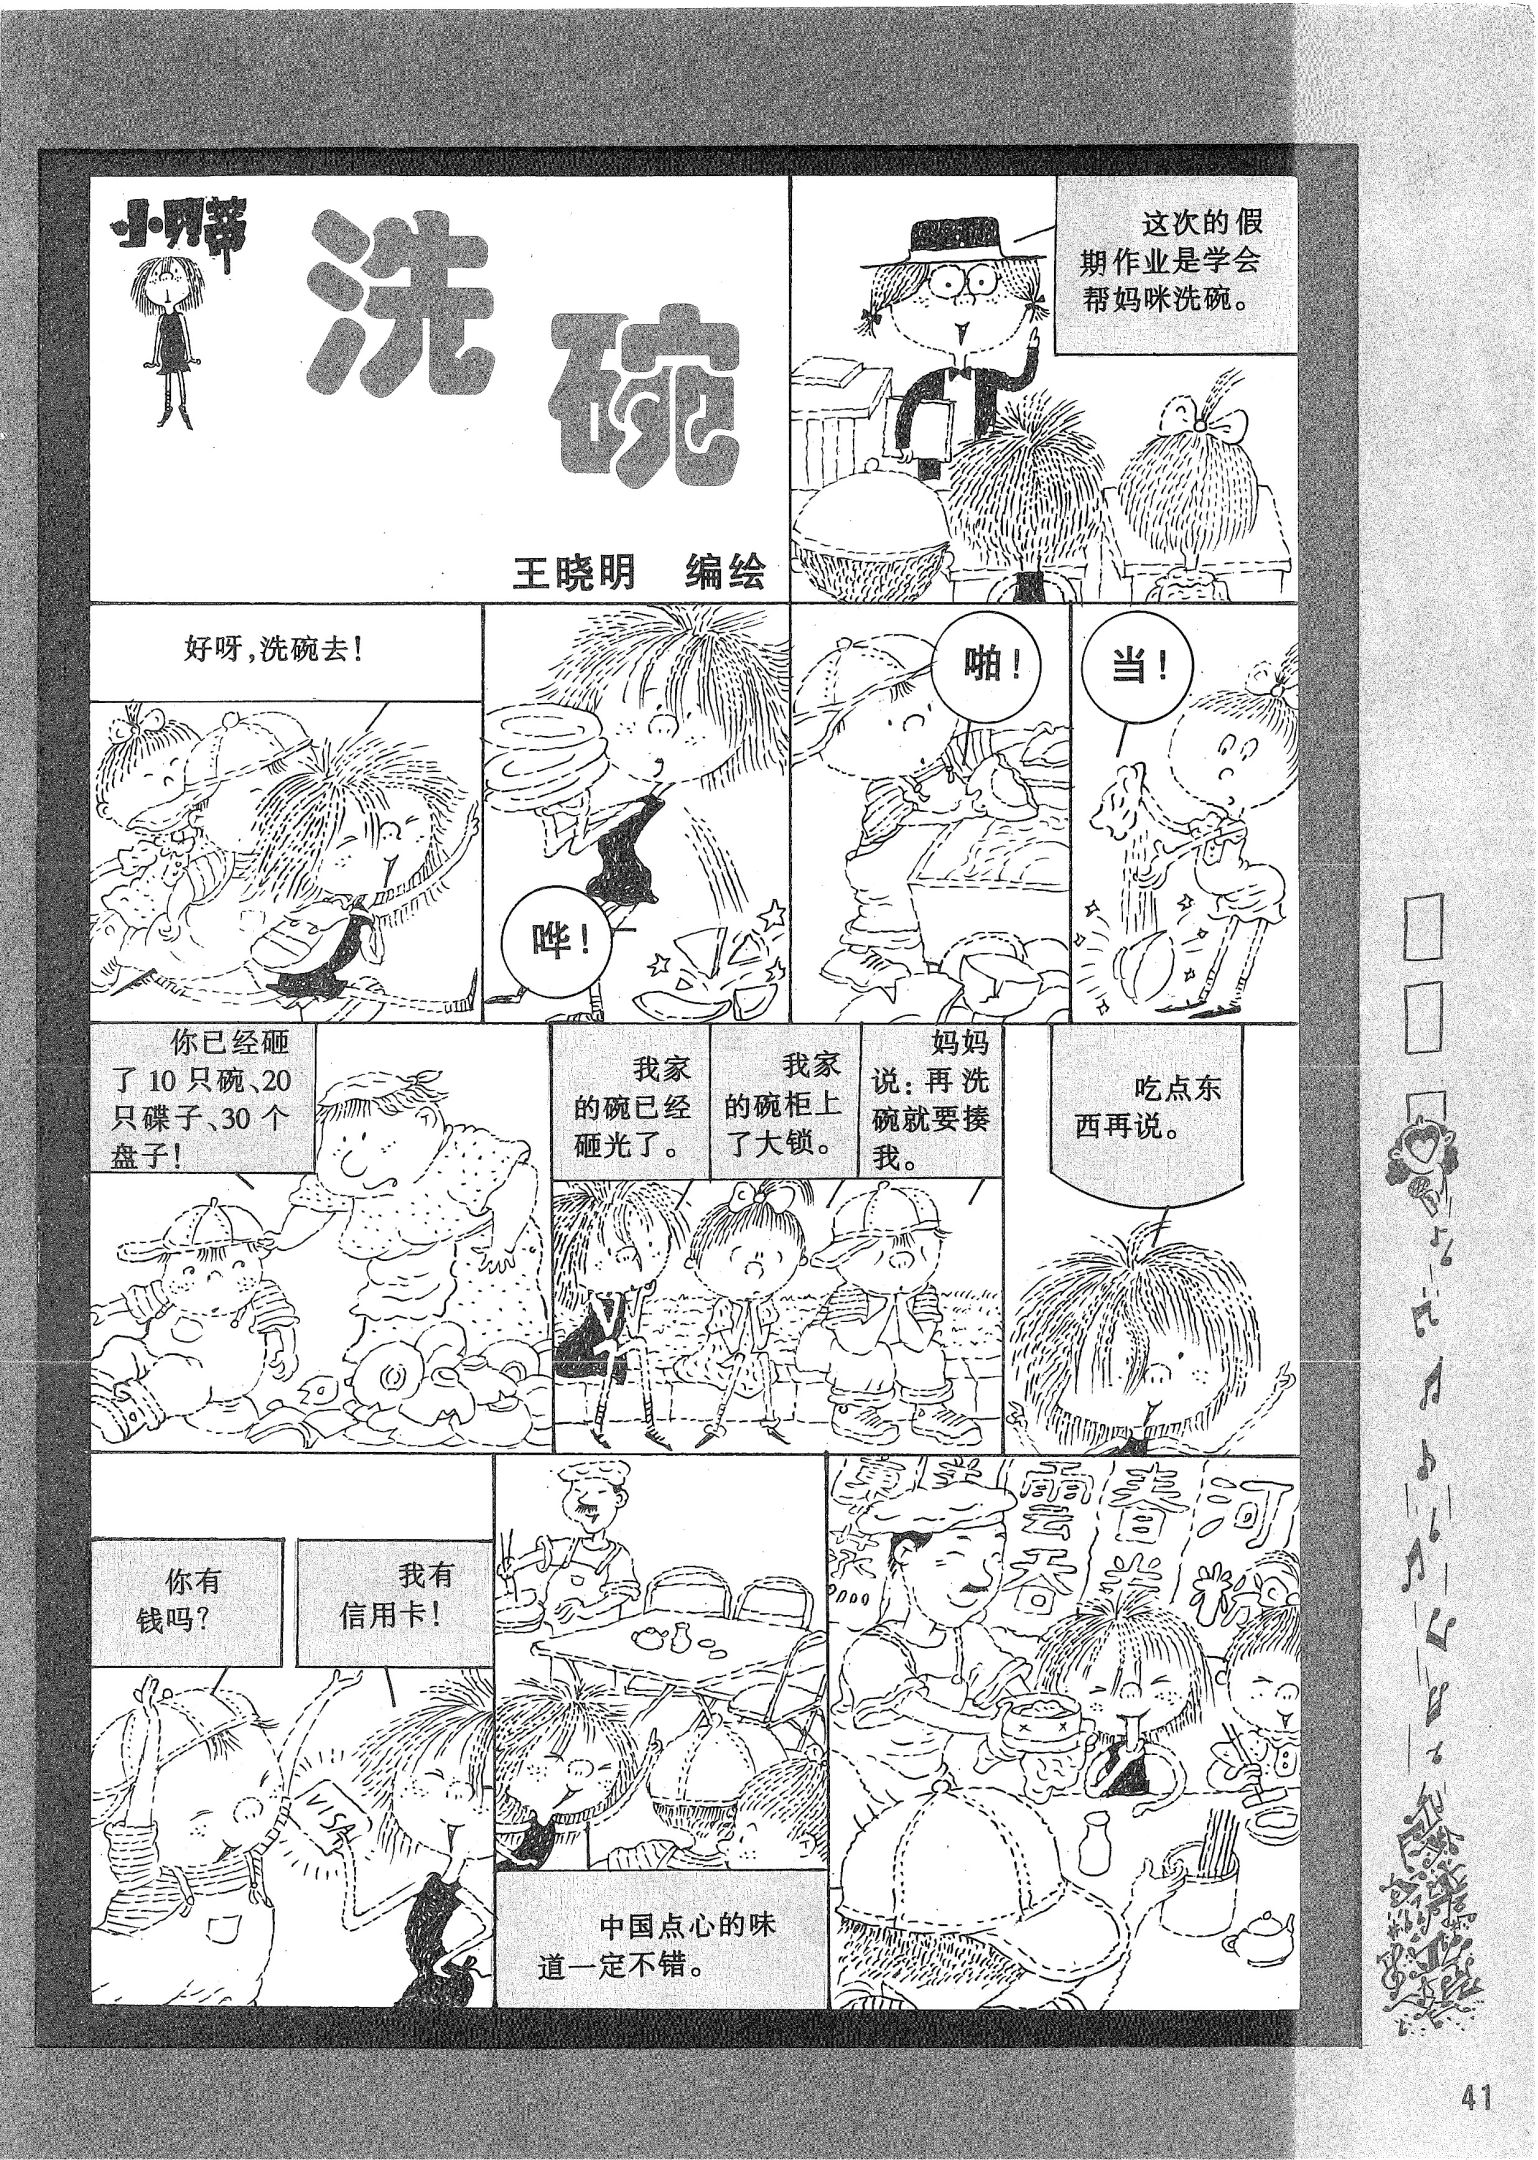 小贝蒂
洗碗
王晓明 编绘
这次的假
期作业是学会
帮妈咪洗碗。
好呀,洗碗去!
啪!
当!
你已经砸
了10只碗、20
只碟子、30个
盘子!
我家
的碗已经
砸光了。
我家
的碗柜上
了大锁。
妈妈
说:再洗
碗就要揍
我。
吃点东
西再说。
你有
钱吗?
我有
信用卡!
VISA
中国点心的味
道一定不错。
雲吞
春卷
河粉
41